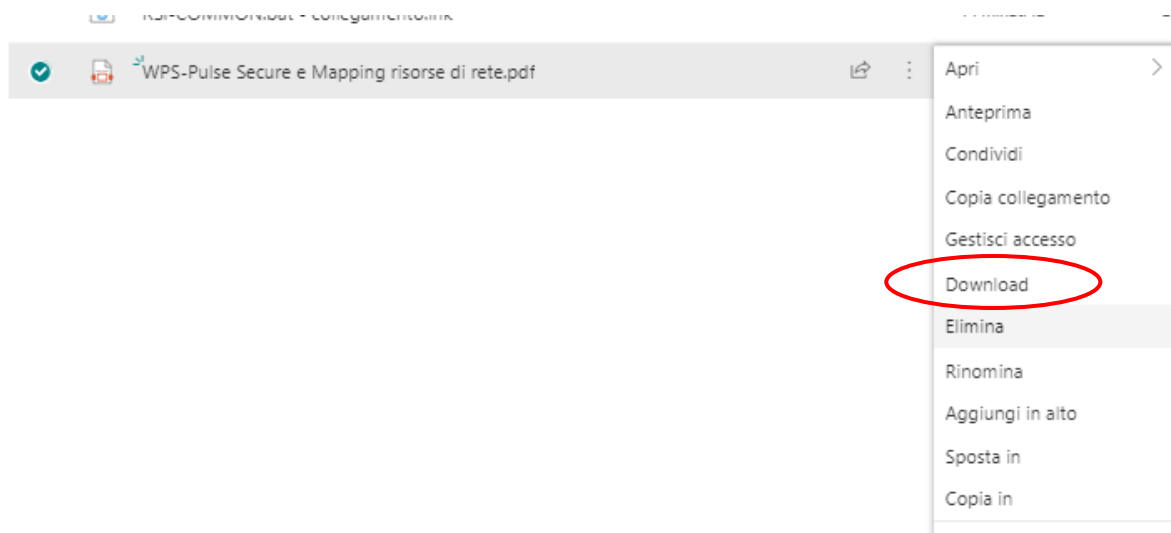 WPS-Pulse Secure e Mapping risorse di rete.pdf
Apri
Anteprima
Condividi
Copia collegamento
Gestisci accesso
Download
Elimina
Rinomina
Aggiungi in alto
Sposta in
Copia in